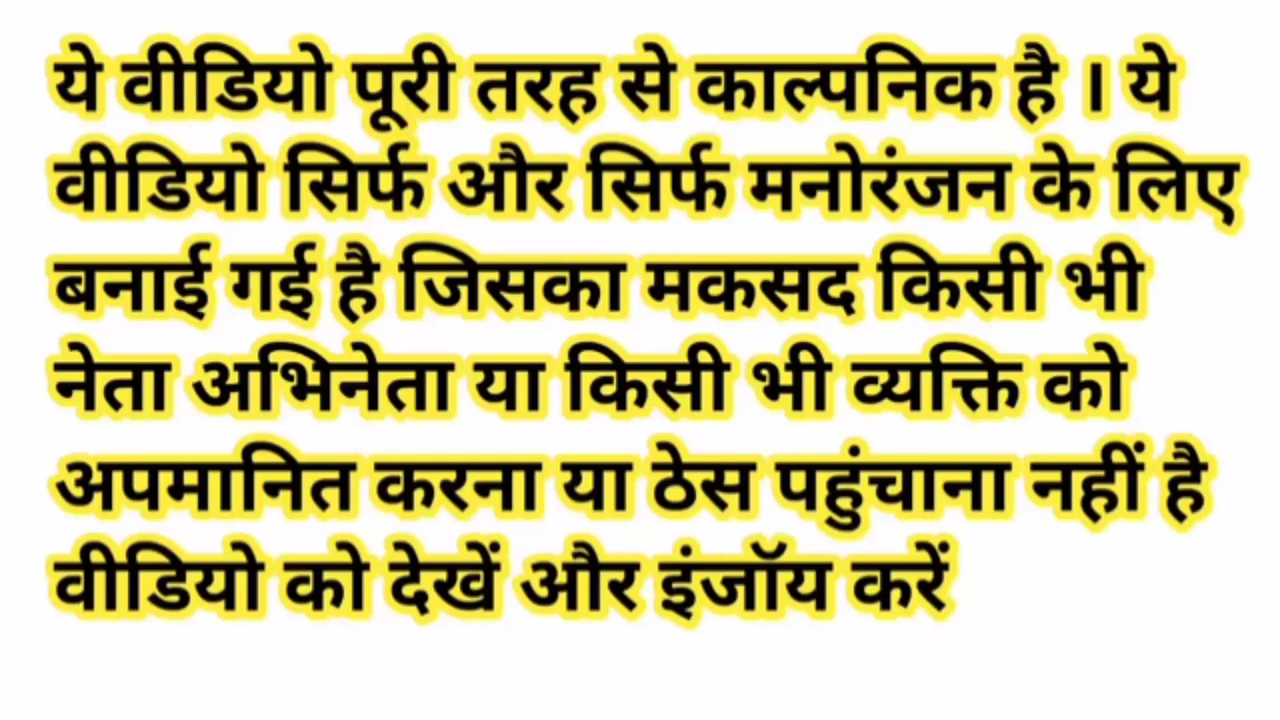 ये वीडियो पूरी तरह से काल्पनिक है । ये
वीडियो सिर्फ और सिर्फ मनोरंजन के लिए
बनाई गई है जिसका मकसद किसी भी
नेता अभिनेता या किसी भी व्यक्ति को
अपमानित करना या ठेस पहुंचाना नहीं है
वीडियो को देखें और इंजॉय करें